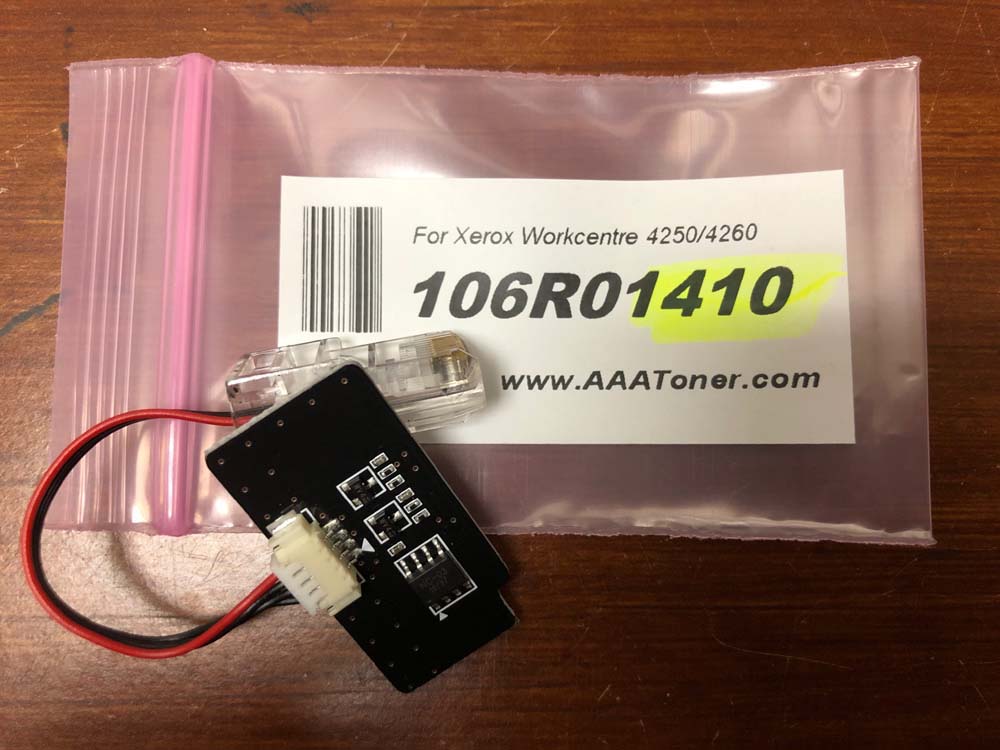 For Xerox Workcentre 4250/4260
106R01410
www.AAAToner.com